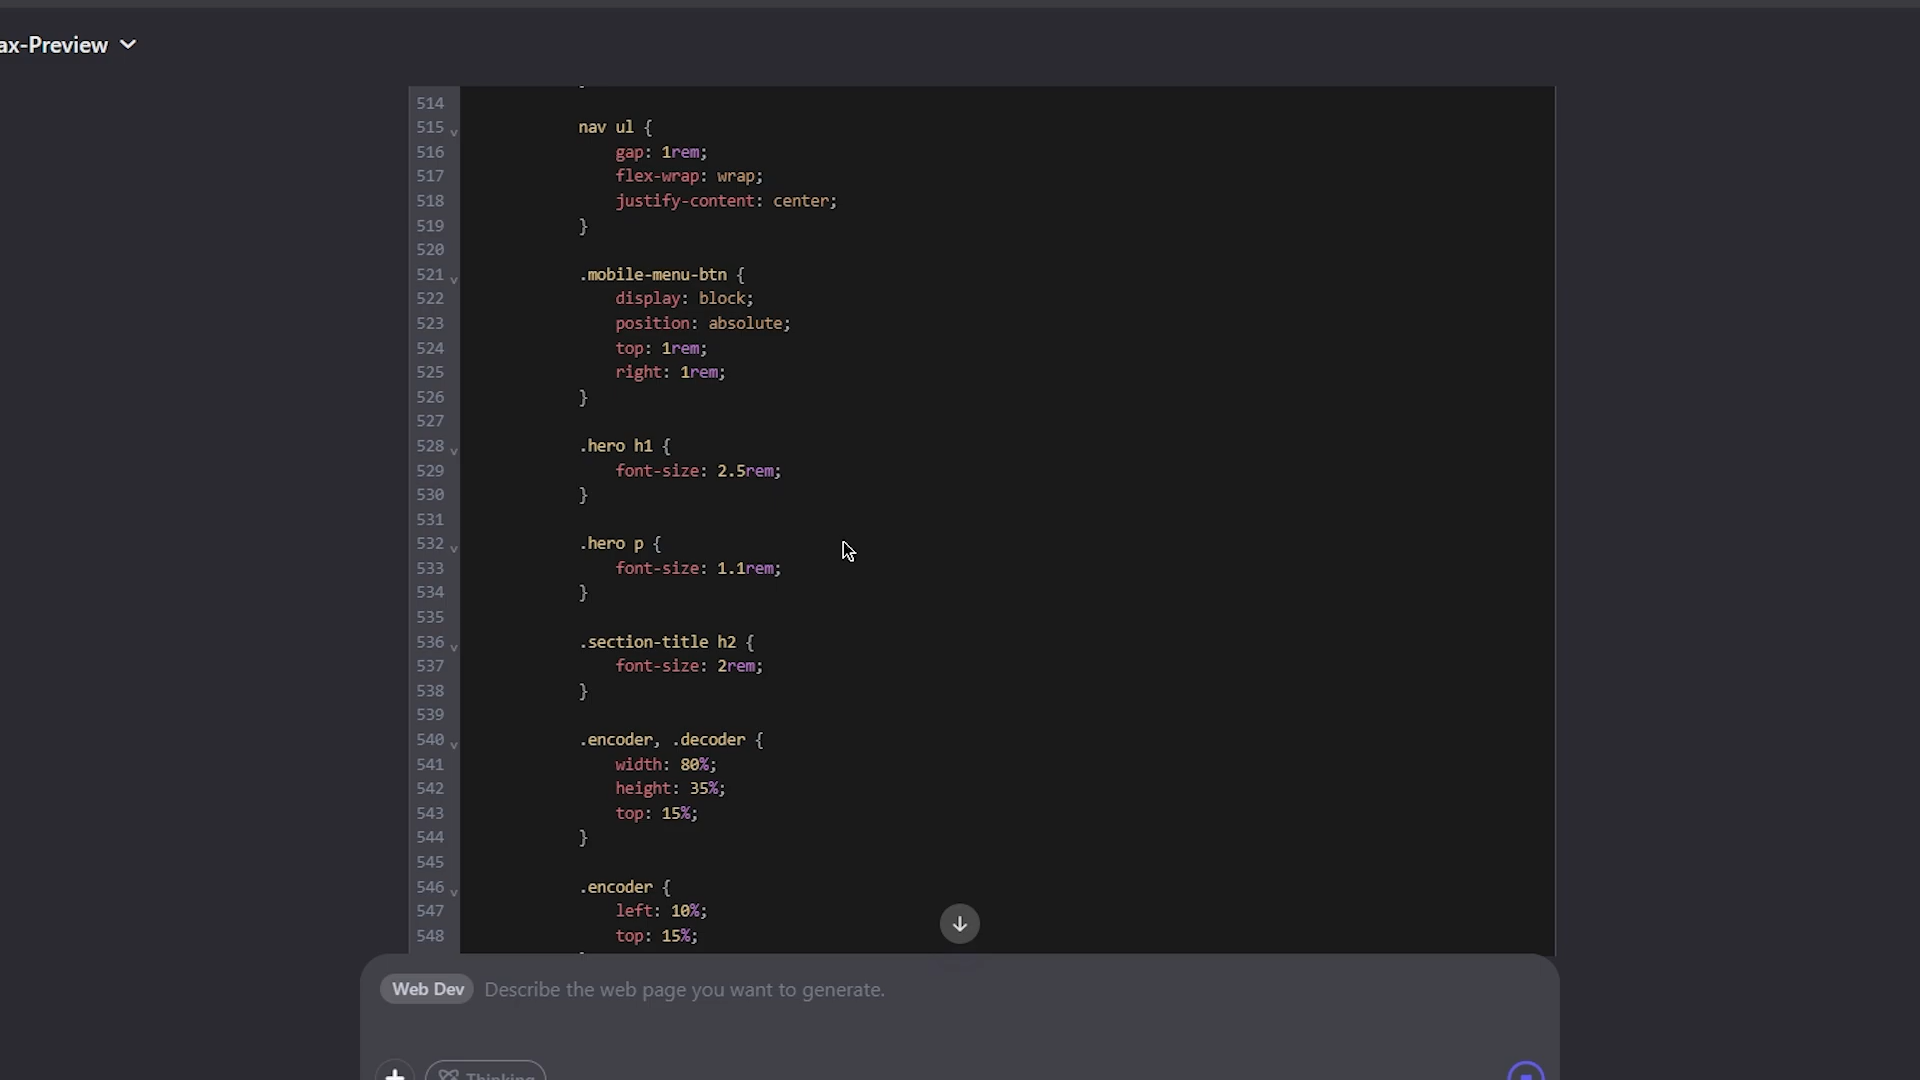 ax-Preview
514
515 nav ul {
516 gap: 1rem;
517 flex-wrap: wrap;
518 justify-content: center;
519 }
520
521 .mobile-menu-btn {
522 display: block;
523 position: absolute;
524 top: 1rem;
525 right: 1rem;
526 }
527
528 .hero h1 {
529 font-size: 2.5rem;
530 }
531
532 .hero p {
533 font-size: 1.1rem;
534 }
535
536 .section-title h2 {
537 font-size: 2rem;
538 }
539
540 .encoder, .decoder {
541 width: 80%;
542 height: 35%;
543 top: 15%;
544 }
545
546 .encoder {
547 left: 10%;
548 top: 15%;
Web Dev Describe the web page you want to generate.
Thinking